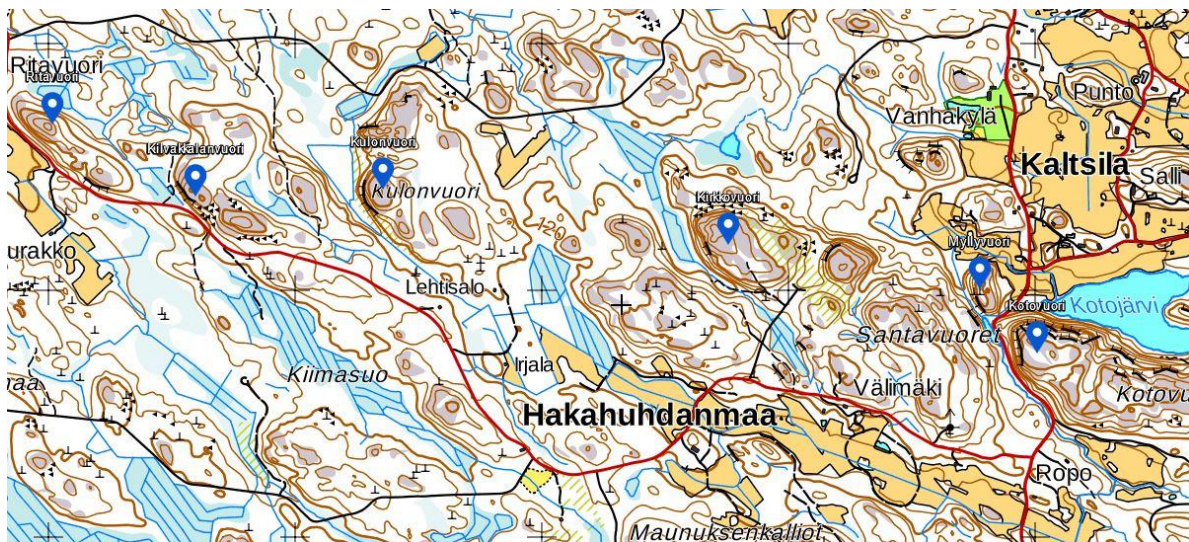 Ritavuori
Ritavuori
Kilvakkalanvuori
Kulonvuori
Kulonvuori
Vanhakylä
Punto
Kaltsila
Salli
Kirkkovuori
120
urakko
Myllyvuori
Lehtisalo
Kotovuori
Kotojärvi
Santavuoret
Irjala
Kiimasuo
Välimäki
naa
Kotovu
Hakahuhdanmaa
Ropo
Maunuksenkalliot